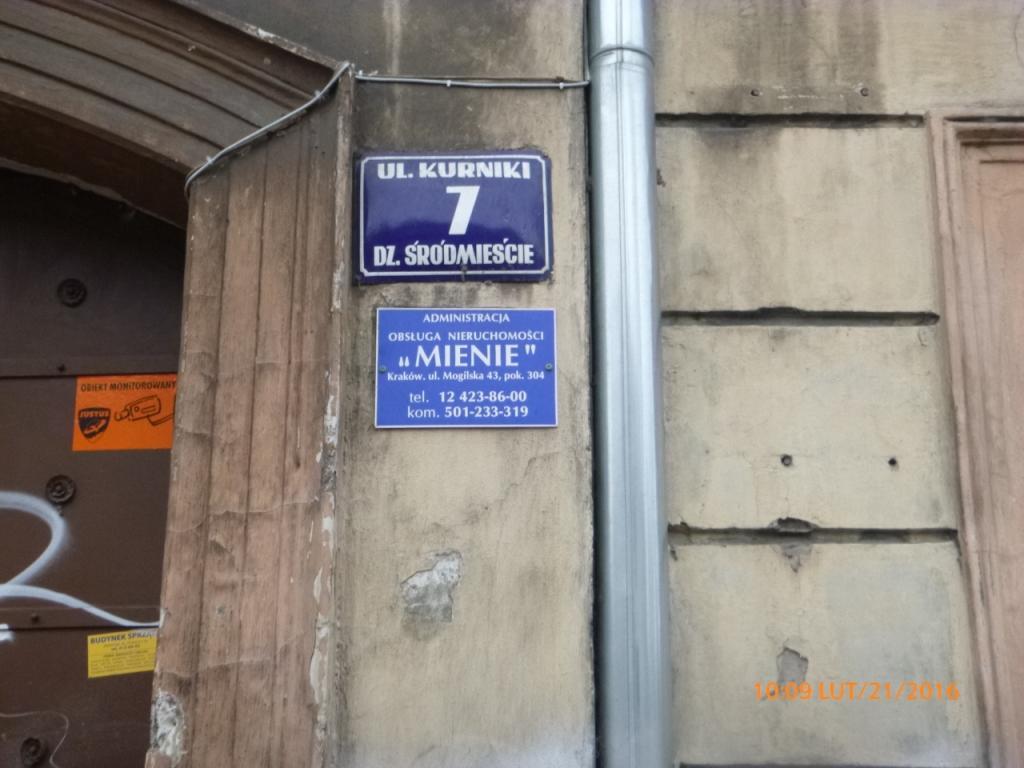 UL. KURNIKI
7
DZ. ŚRÓDMIEŚCIE
ADMINISTRACJA
OBSŁUGA NIERUCHOMOŚCI
„MIENIE"
Kraków, ul. Mogilska 43, pok. 304
tel. 12 423-86-00
kom. 501-233-319
OBIEKT MONITOROWANY
JUSTUS
BUDYNEK
10:09 LUT/21/2016